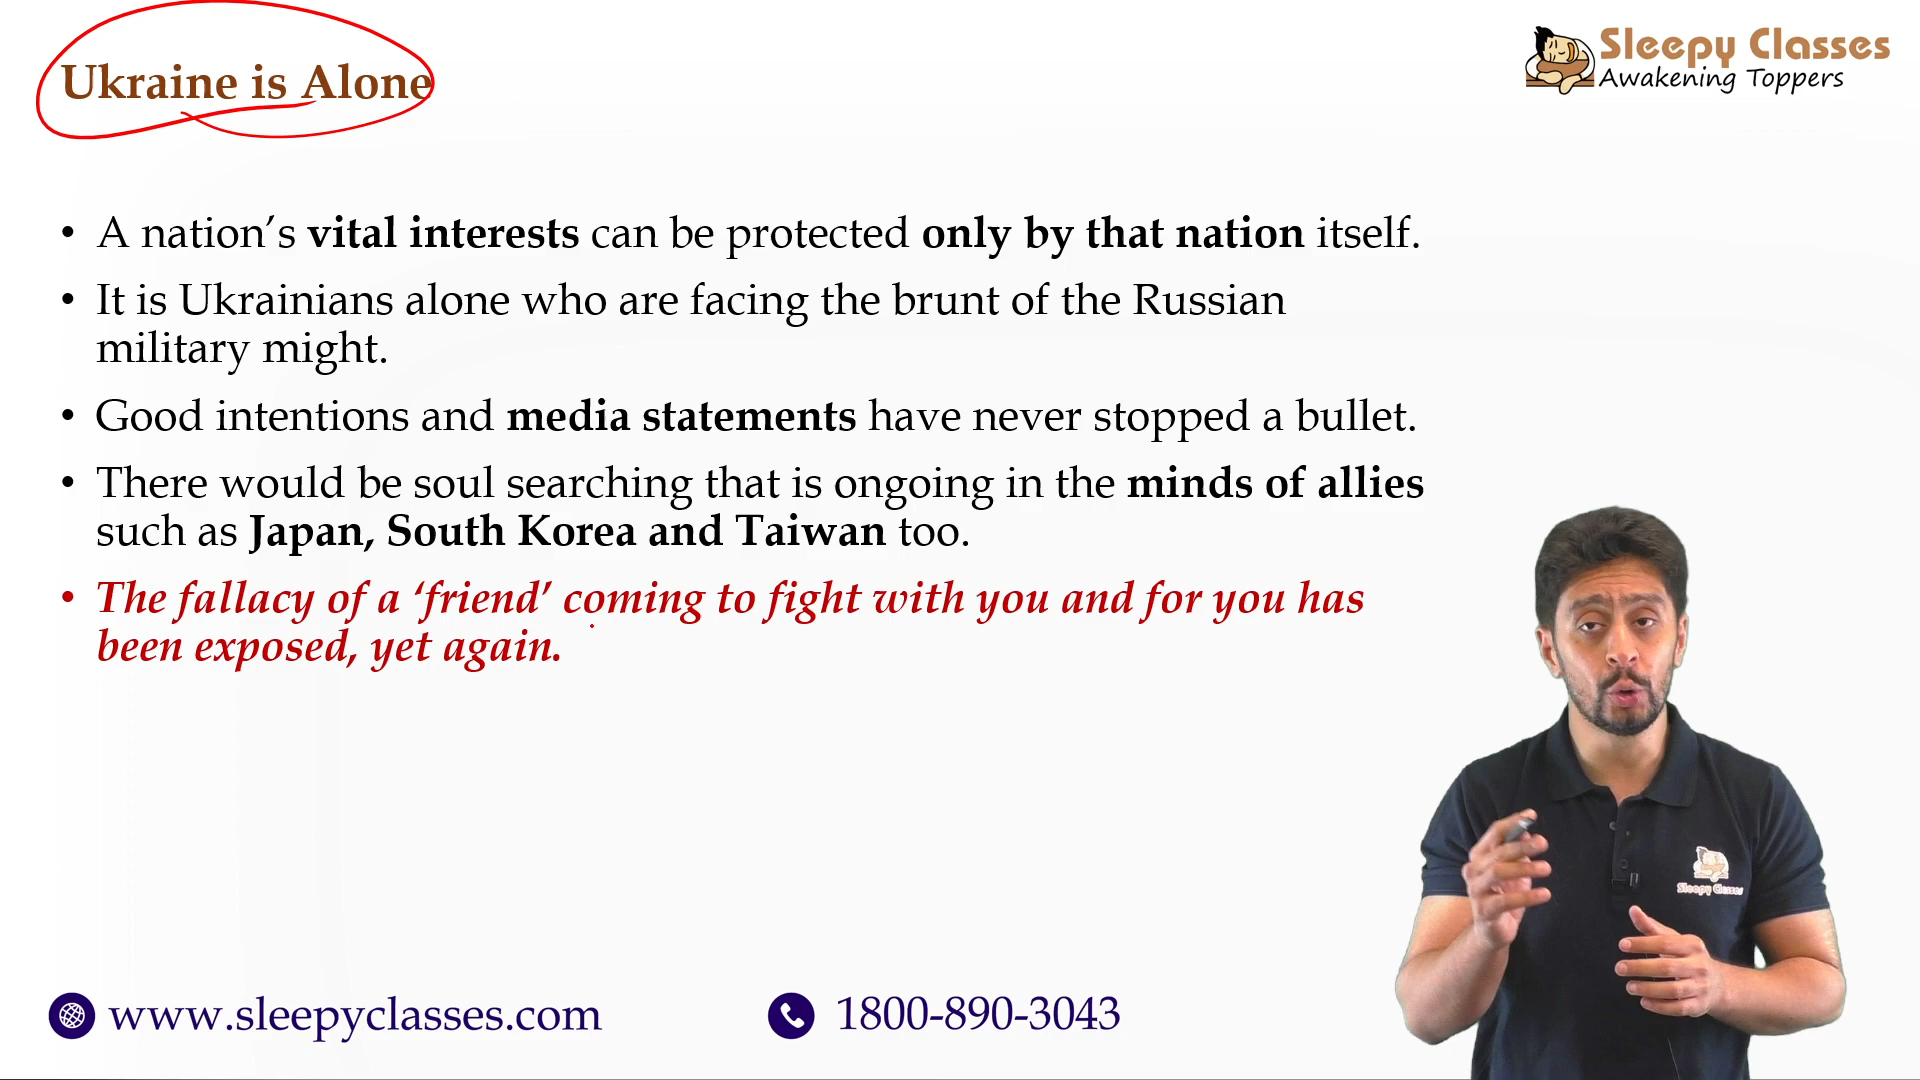 Ukraine is Alone
Sleepy Classes
Awakening Toppers
• A nation’s vital interests can be protected only by that nation itself.
• It is Ukrainians alone who are facing the brunt of the Russian
military might.
• Good intentions and media statements have never stopped a bullet.
• There would be soul searching that is ongoing in the minds of allies
such as Japan, South Korea and Taiwan too.
• The fallacy of a ‘friend’ coming to fight with you and for you has
been exposed, yet again.
Sleepy Classes
www.sleepyclasses.com
1800-890-3043